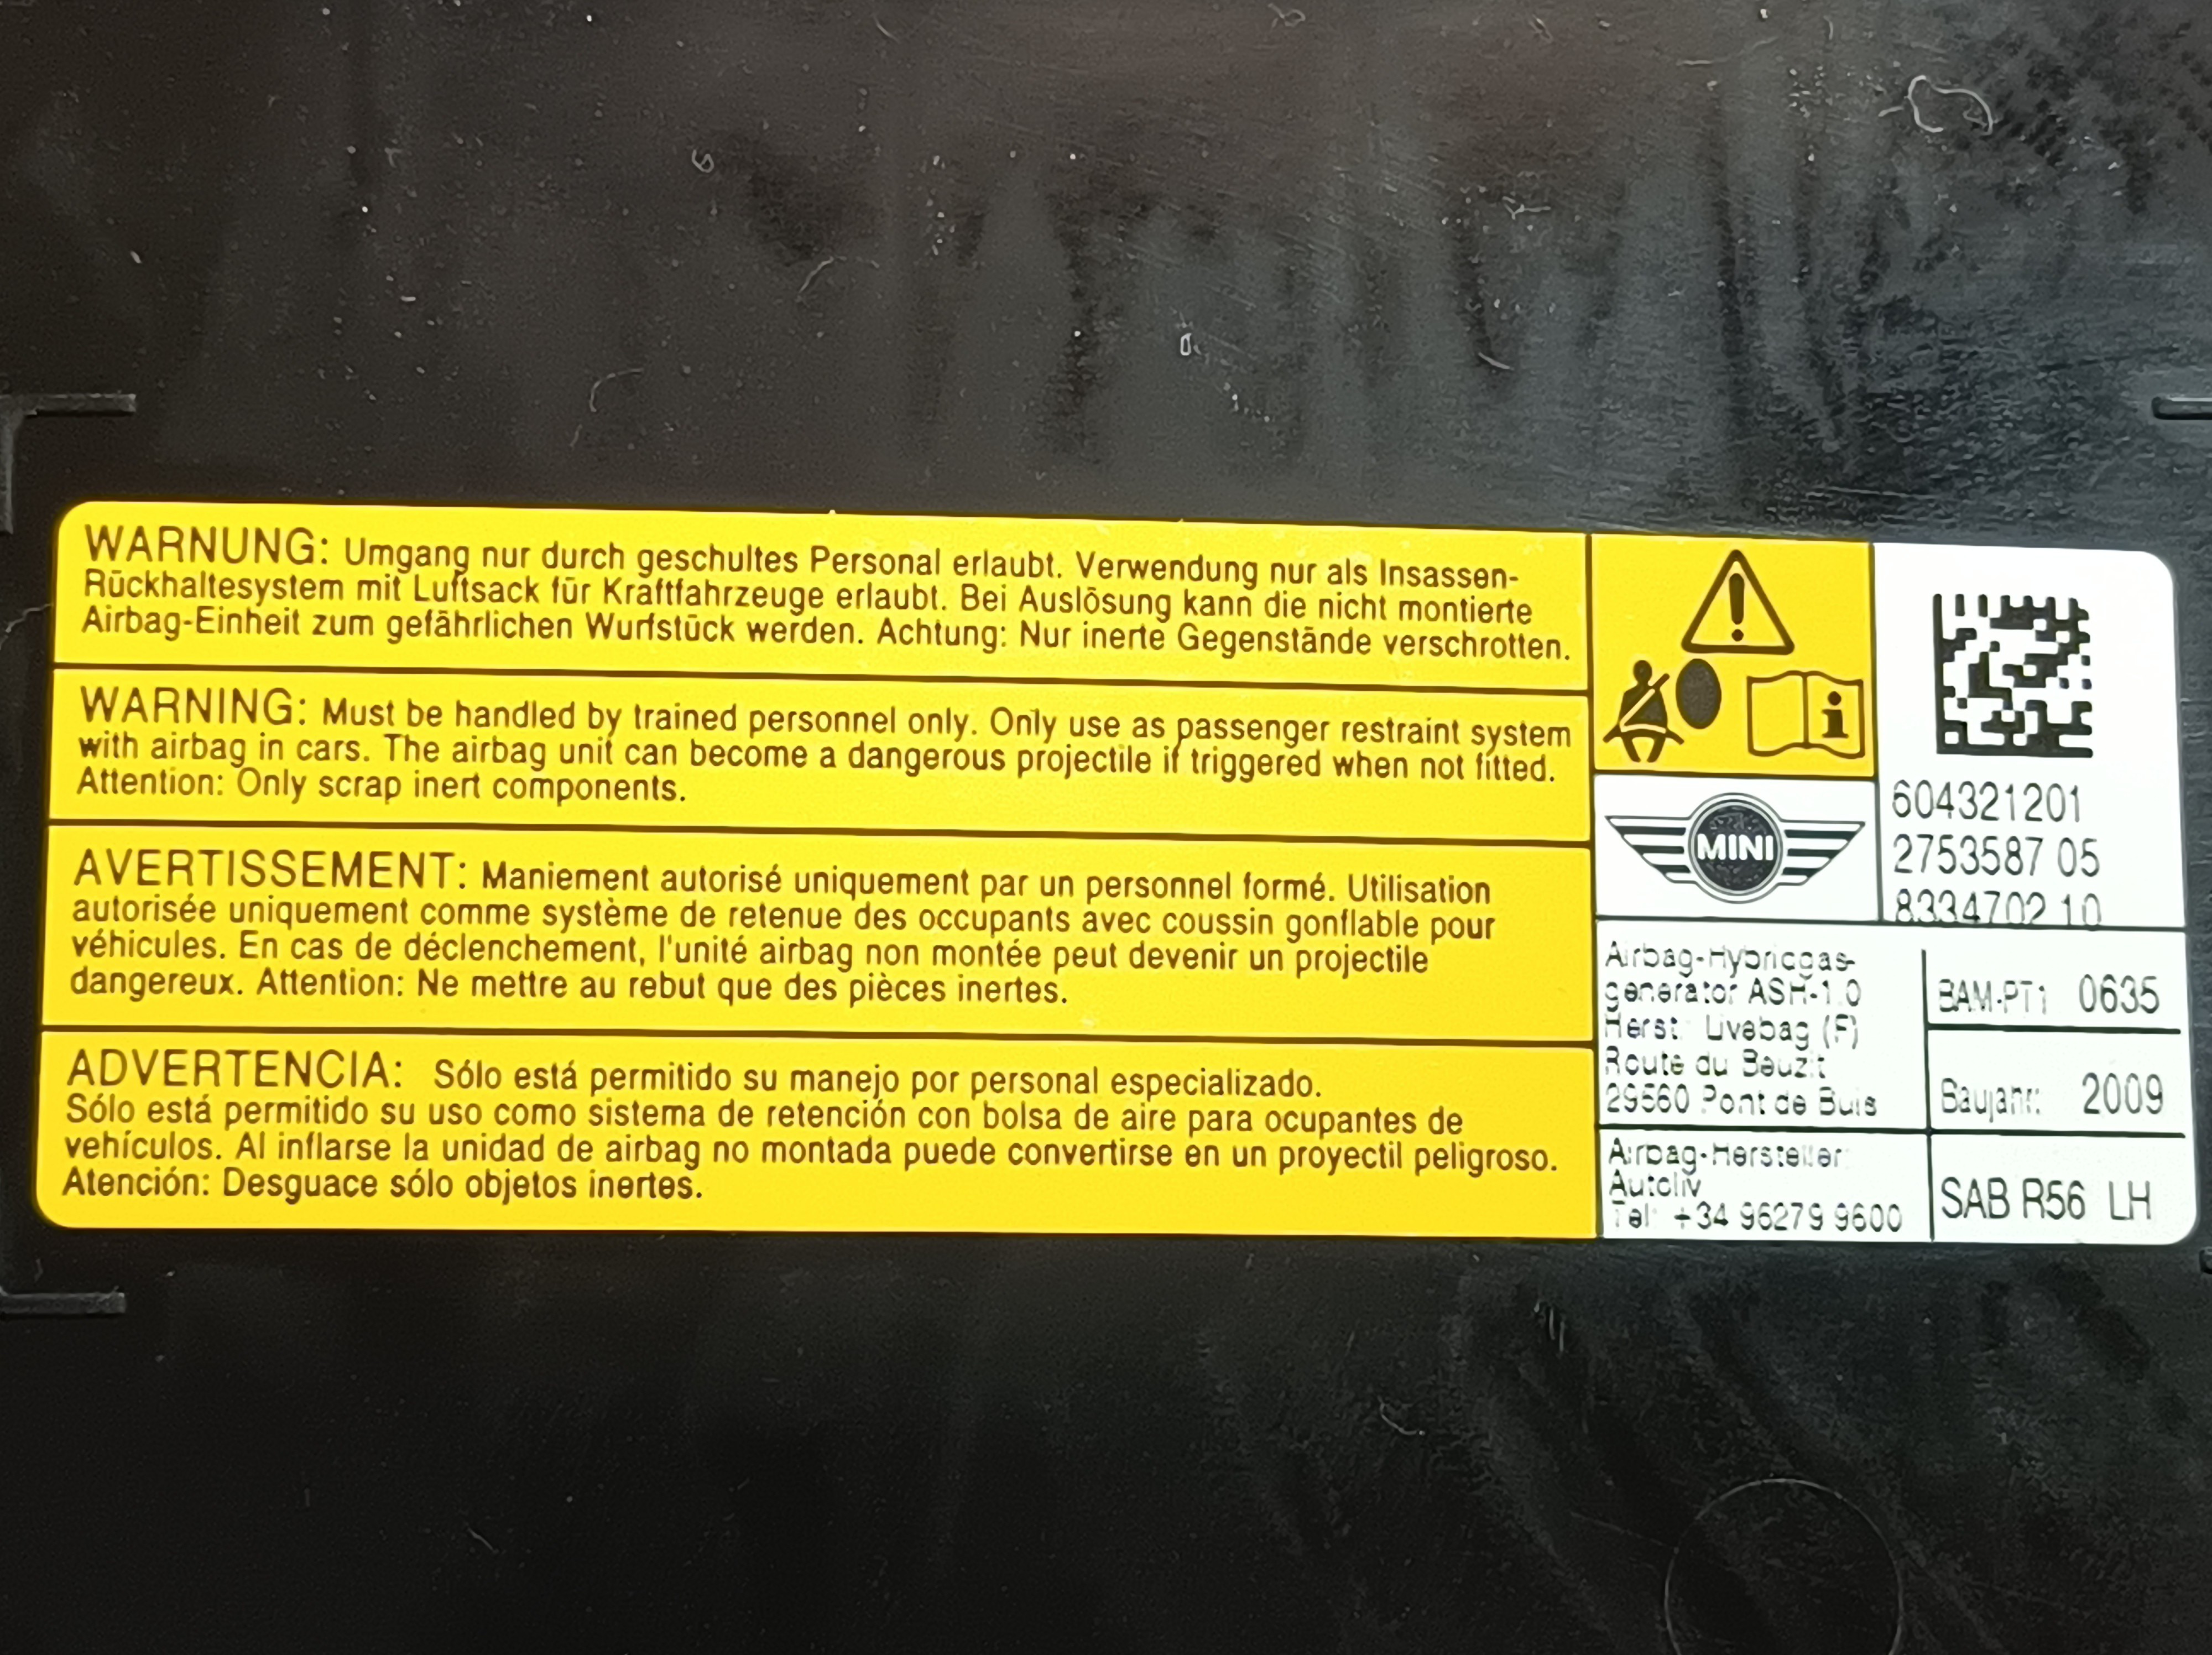 WARNUNG: Umgang nur durch geschultes Personal erlaubt. Verwendung nur als Insassen-
Rückhaltesystem mit Luftsack für Kraftfahrzeuge erlaubt. Bei Auslösung kann die nicht montierte
Airbag-Einheit zum gefährlichen Wurfstück werden. Achtung: Nur inerte Gegenstände verschrotten.
WARNING: Must be handled by trained personnel only. Only use as passenger restraint system
with airbag in cars. The airbag unit can become a dangerous projectile if triggered when not fitted.
Attention: Only scrap inert components.
AVERTISSEMENT: Maniement autorisé uniquement par un personnel formé. Utilisation
autorisée uniquement comme système de retenue des occupants avec coussin gonflable pour
véhicules. En cas de déclenchement, l'unité airbag non montée peut devenir un projectile
dangereux. Attention: Ne mettre au rebut que des pièces inertes.
ADVERTENCIA: Sólo está permitido su manejo por personal especializado.
Sólo está permitido su uso como sistema de retención con bolsa de aire para ocupantes de
vehículos. Al inflarse la unidad de airbag no montada puede convertirse en un proyectil peligroso.
Atención: Desguace sólo objetos inertes.
MINI
604321201
2753587 05
8334702 10
Airbag-Hybridgas-
generator ASH-1.0
Herst.: Livebag (F)
Route du Beuzit
29560 Pont de Buis
BAM-PT1 0635
Baujahr: 2009
Airbag-Hersteller:
Autoliv
Tel: +34 96279 9600
SAB R56 LH